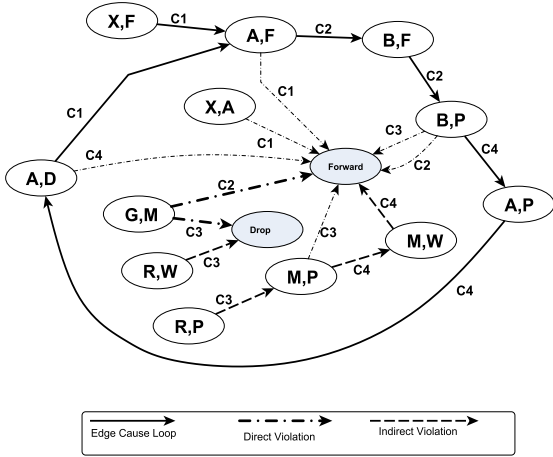 X,F
C1
A,F
C2
B,F
C2
C1
X,A
C1
C1
B,P
C3
C2
C4
Forward
C4
A,D
C2
A,P
G,M
C3
Drop
C4
C3
M,W
R,W
C3
M,P
C4
C3
R,P
C4
Edge Cause Loop
Direct Violation
Indirect Violation